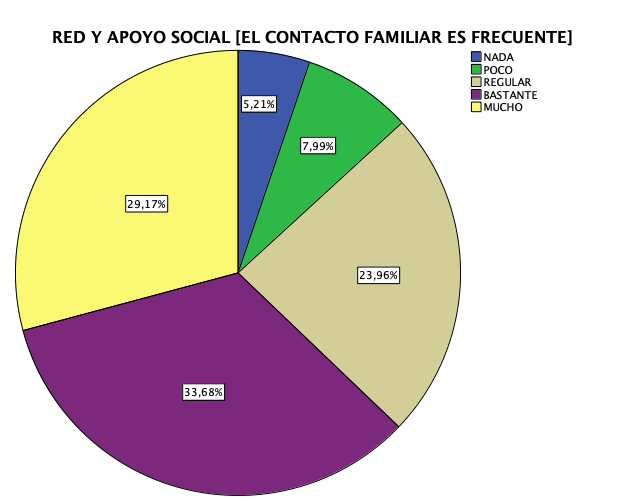 RED Y APOYO SOCIAL [EL CONTACTO FAMILIAR ES FRECUENTE]
NADA
POCO
REGULAR
BASTANTE
MUCHO
5,21%
7,99%
29,17%
23,96%
33,68%